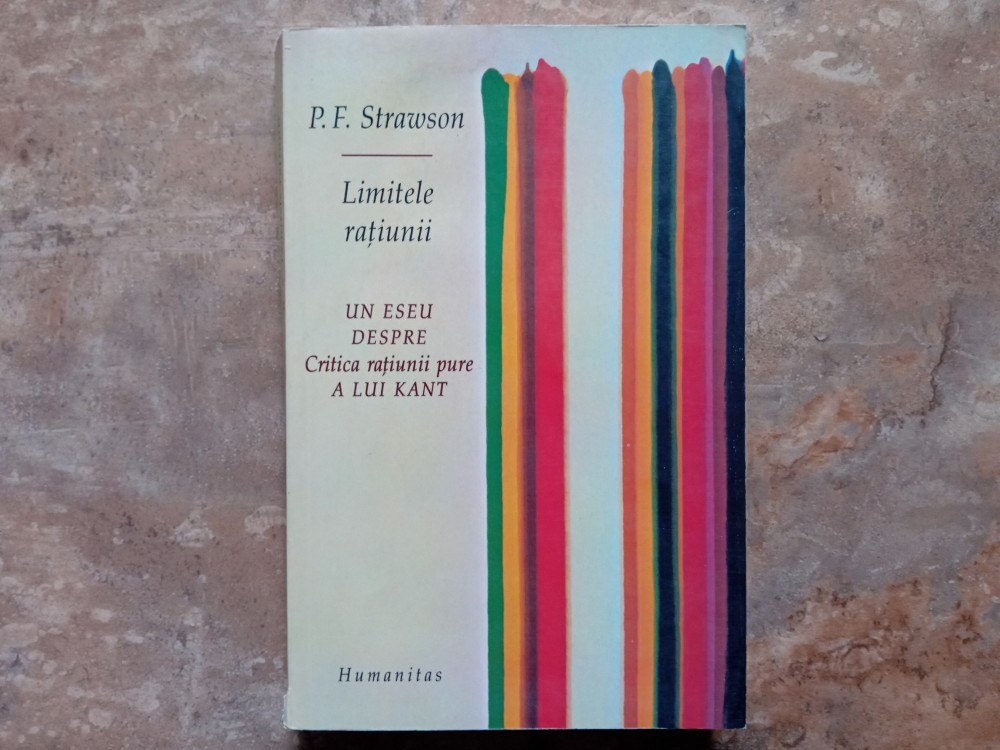 P. F. Strawson
Limitele
rațiunii
UN ESEU
DESPRE
Critica rațiunii pure
A LUI KANT
Humanitas